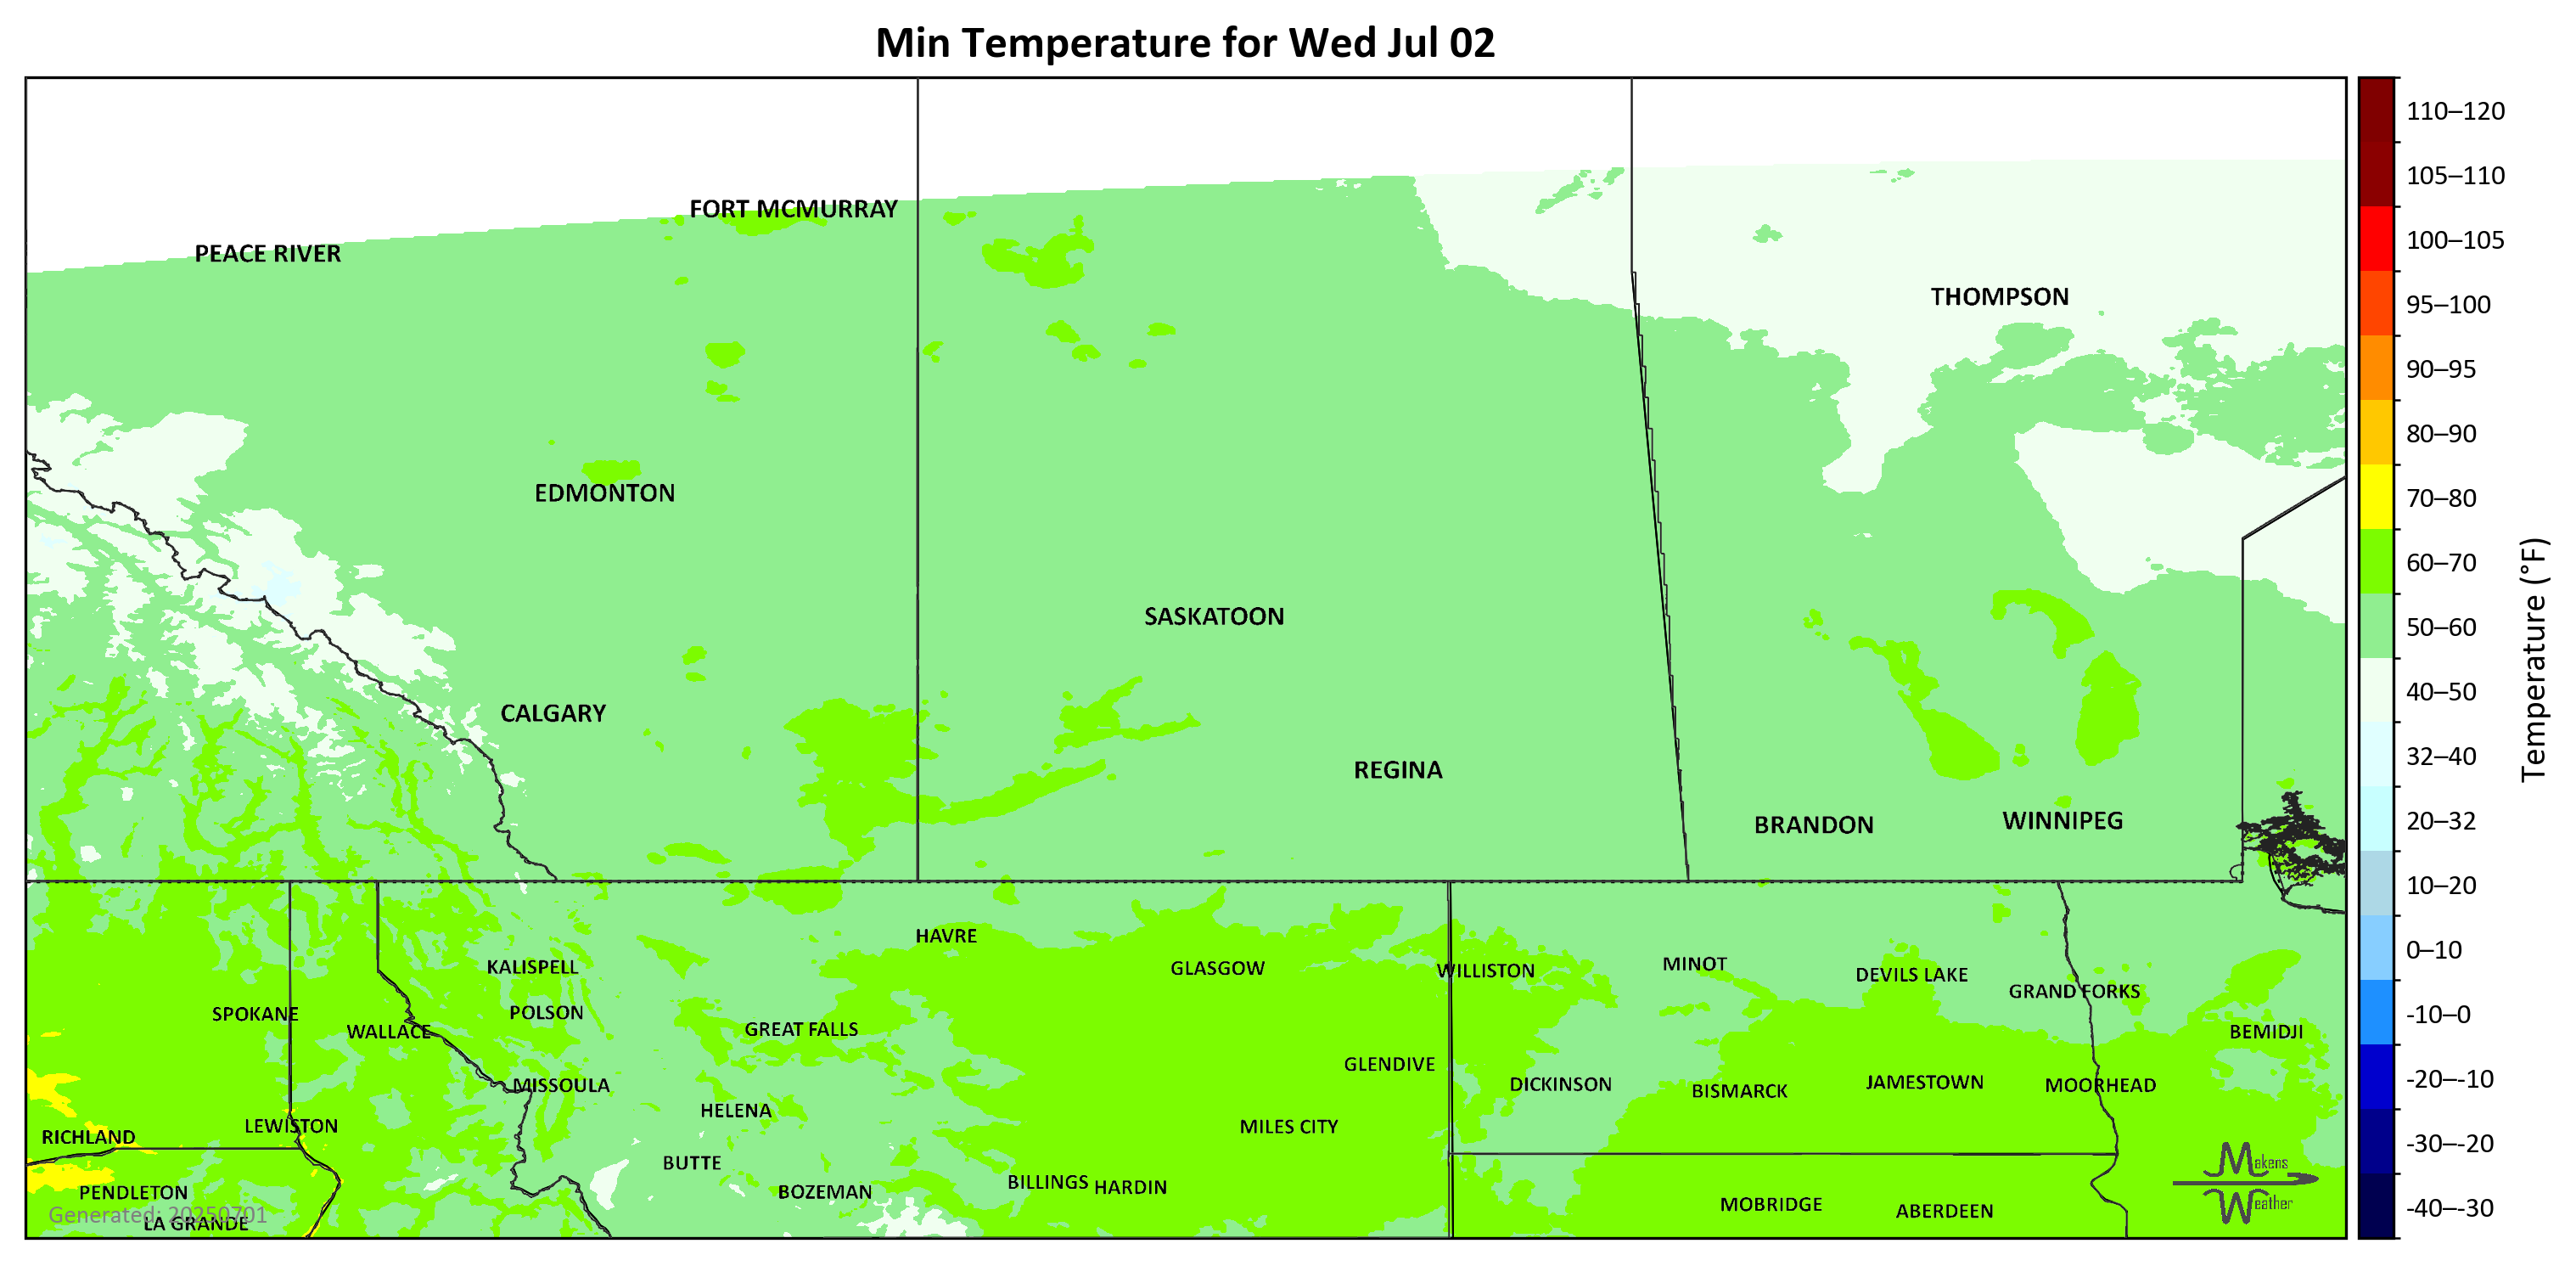 Min Temperature for Wed Jul 02
FORT MCMURRAY
PEACE RIVER
THOMPSON
EDMONTON
SASKATOON
CALGARY
REGINA
BRANDON
WINNIPEG
HAVRE
KALISPELL
GLASGOW
WILLISTON
MINOT
DEVILS LAKE
GRAND FORKS
SPOKANE
POLSON
WALLACE
GREAT FALLS
BEMIDJI
GLENDIVE
MISSOULA
DICKINSON
BISMARCK
JAMESTOWN
MOORHEAD
HELENA
LEWISTON
MILES CITY
RICHLAND
BUTTE
BILLINGS
HARDIN
PENDLETON
BOZEMAN
MOBRIDGE
ABERDEEN
Generated: 20250701
LA GRANDE
Makens
Weather
110–120
105–110
100–105
95–100
90–95
80–90
70–80
60–70
50–60
40–50
32–40
20–32
10–20
0–10
-10–0
-20–-10
-30–-20
-40–-30
Temperature (°F)